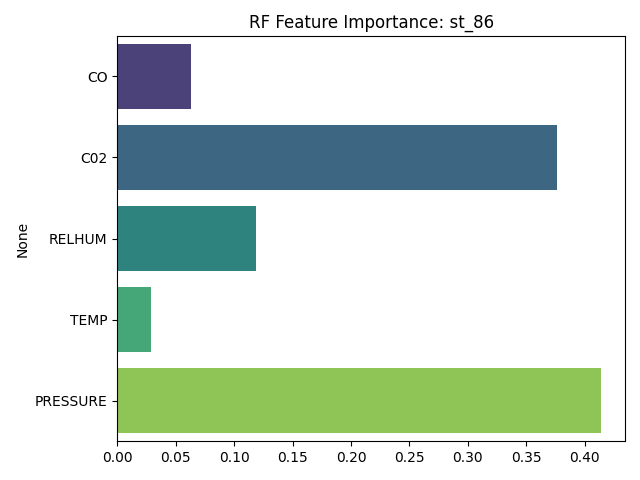 RF Feature Importance: st_86
CO
C02
RELHUM
TEMP
PRESSURE
None
0.00 0.05 0.10 0.15 0.20 0.25 0.30 0.35 0.40